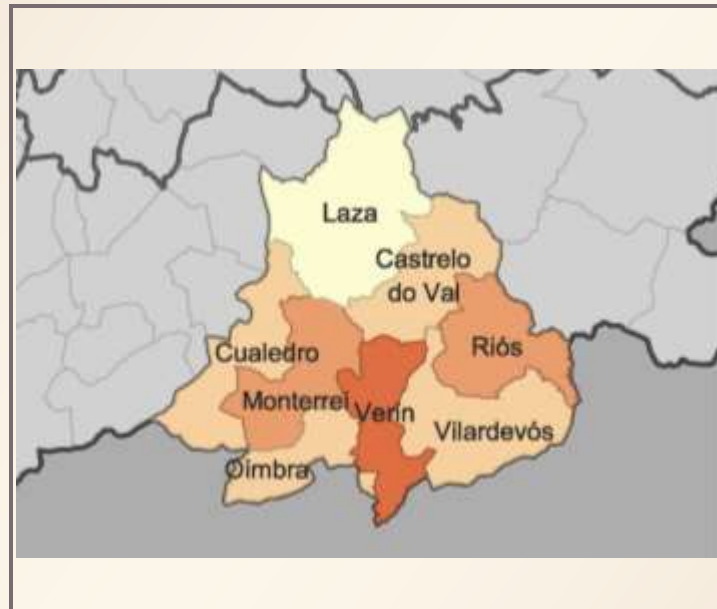 Laza
Castrelo
do Val
Cualedro
Riós
Monterrei
Verín
Vilardevós
Oímbra